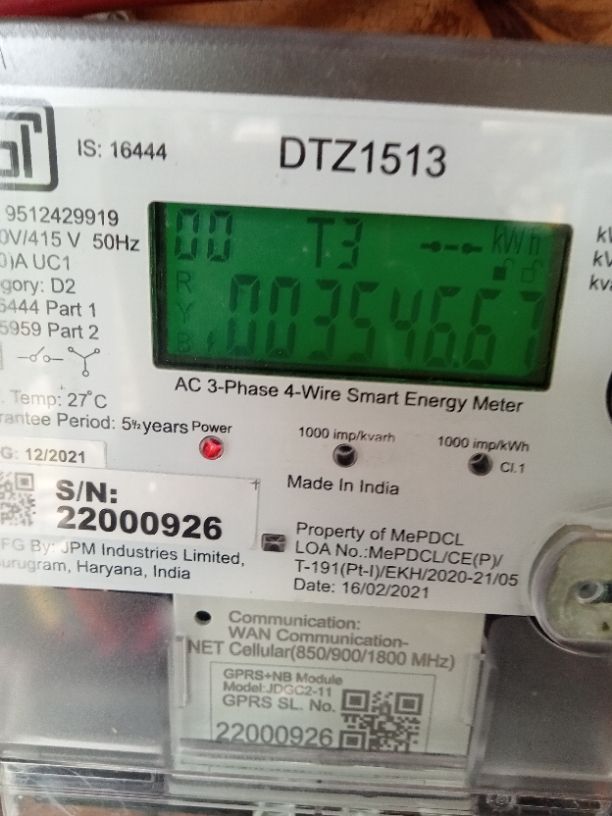 IS: 16444
DTZ1513
9512429919
0V/415 V 50Hz
0)A UC1
egory: D2
6444 Part 1
5959 Part 2
. Temp: 27°C
arantee Period: 5½ years
G: 12/2021
00 T3 kWh
R
Y
B
003546.67
AC 3-Phase 4-Wire Smart Energy Meter
Power
1000 imp/kvarh
1000 imp/kWh
Cl.1
Made In India
S/N:
22000926
FG By: JPM Industries Limited,
urugram, Haryana, India
Property of MePDCL
LOA No.:MePDCL/CE(P)/
T-191(Pt-I)/EKH/2020-21/05
Date: 16/02/2021
Communication:
WAN Communication-
NET Cellular(850/900/1800 MHz)
GPRS+NB Module
Model:JDGC2-11
GPRS SL. No.
22000926